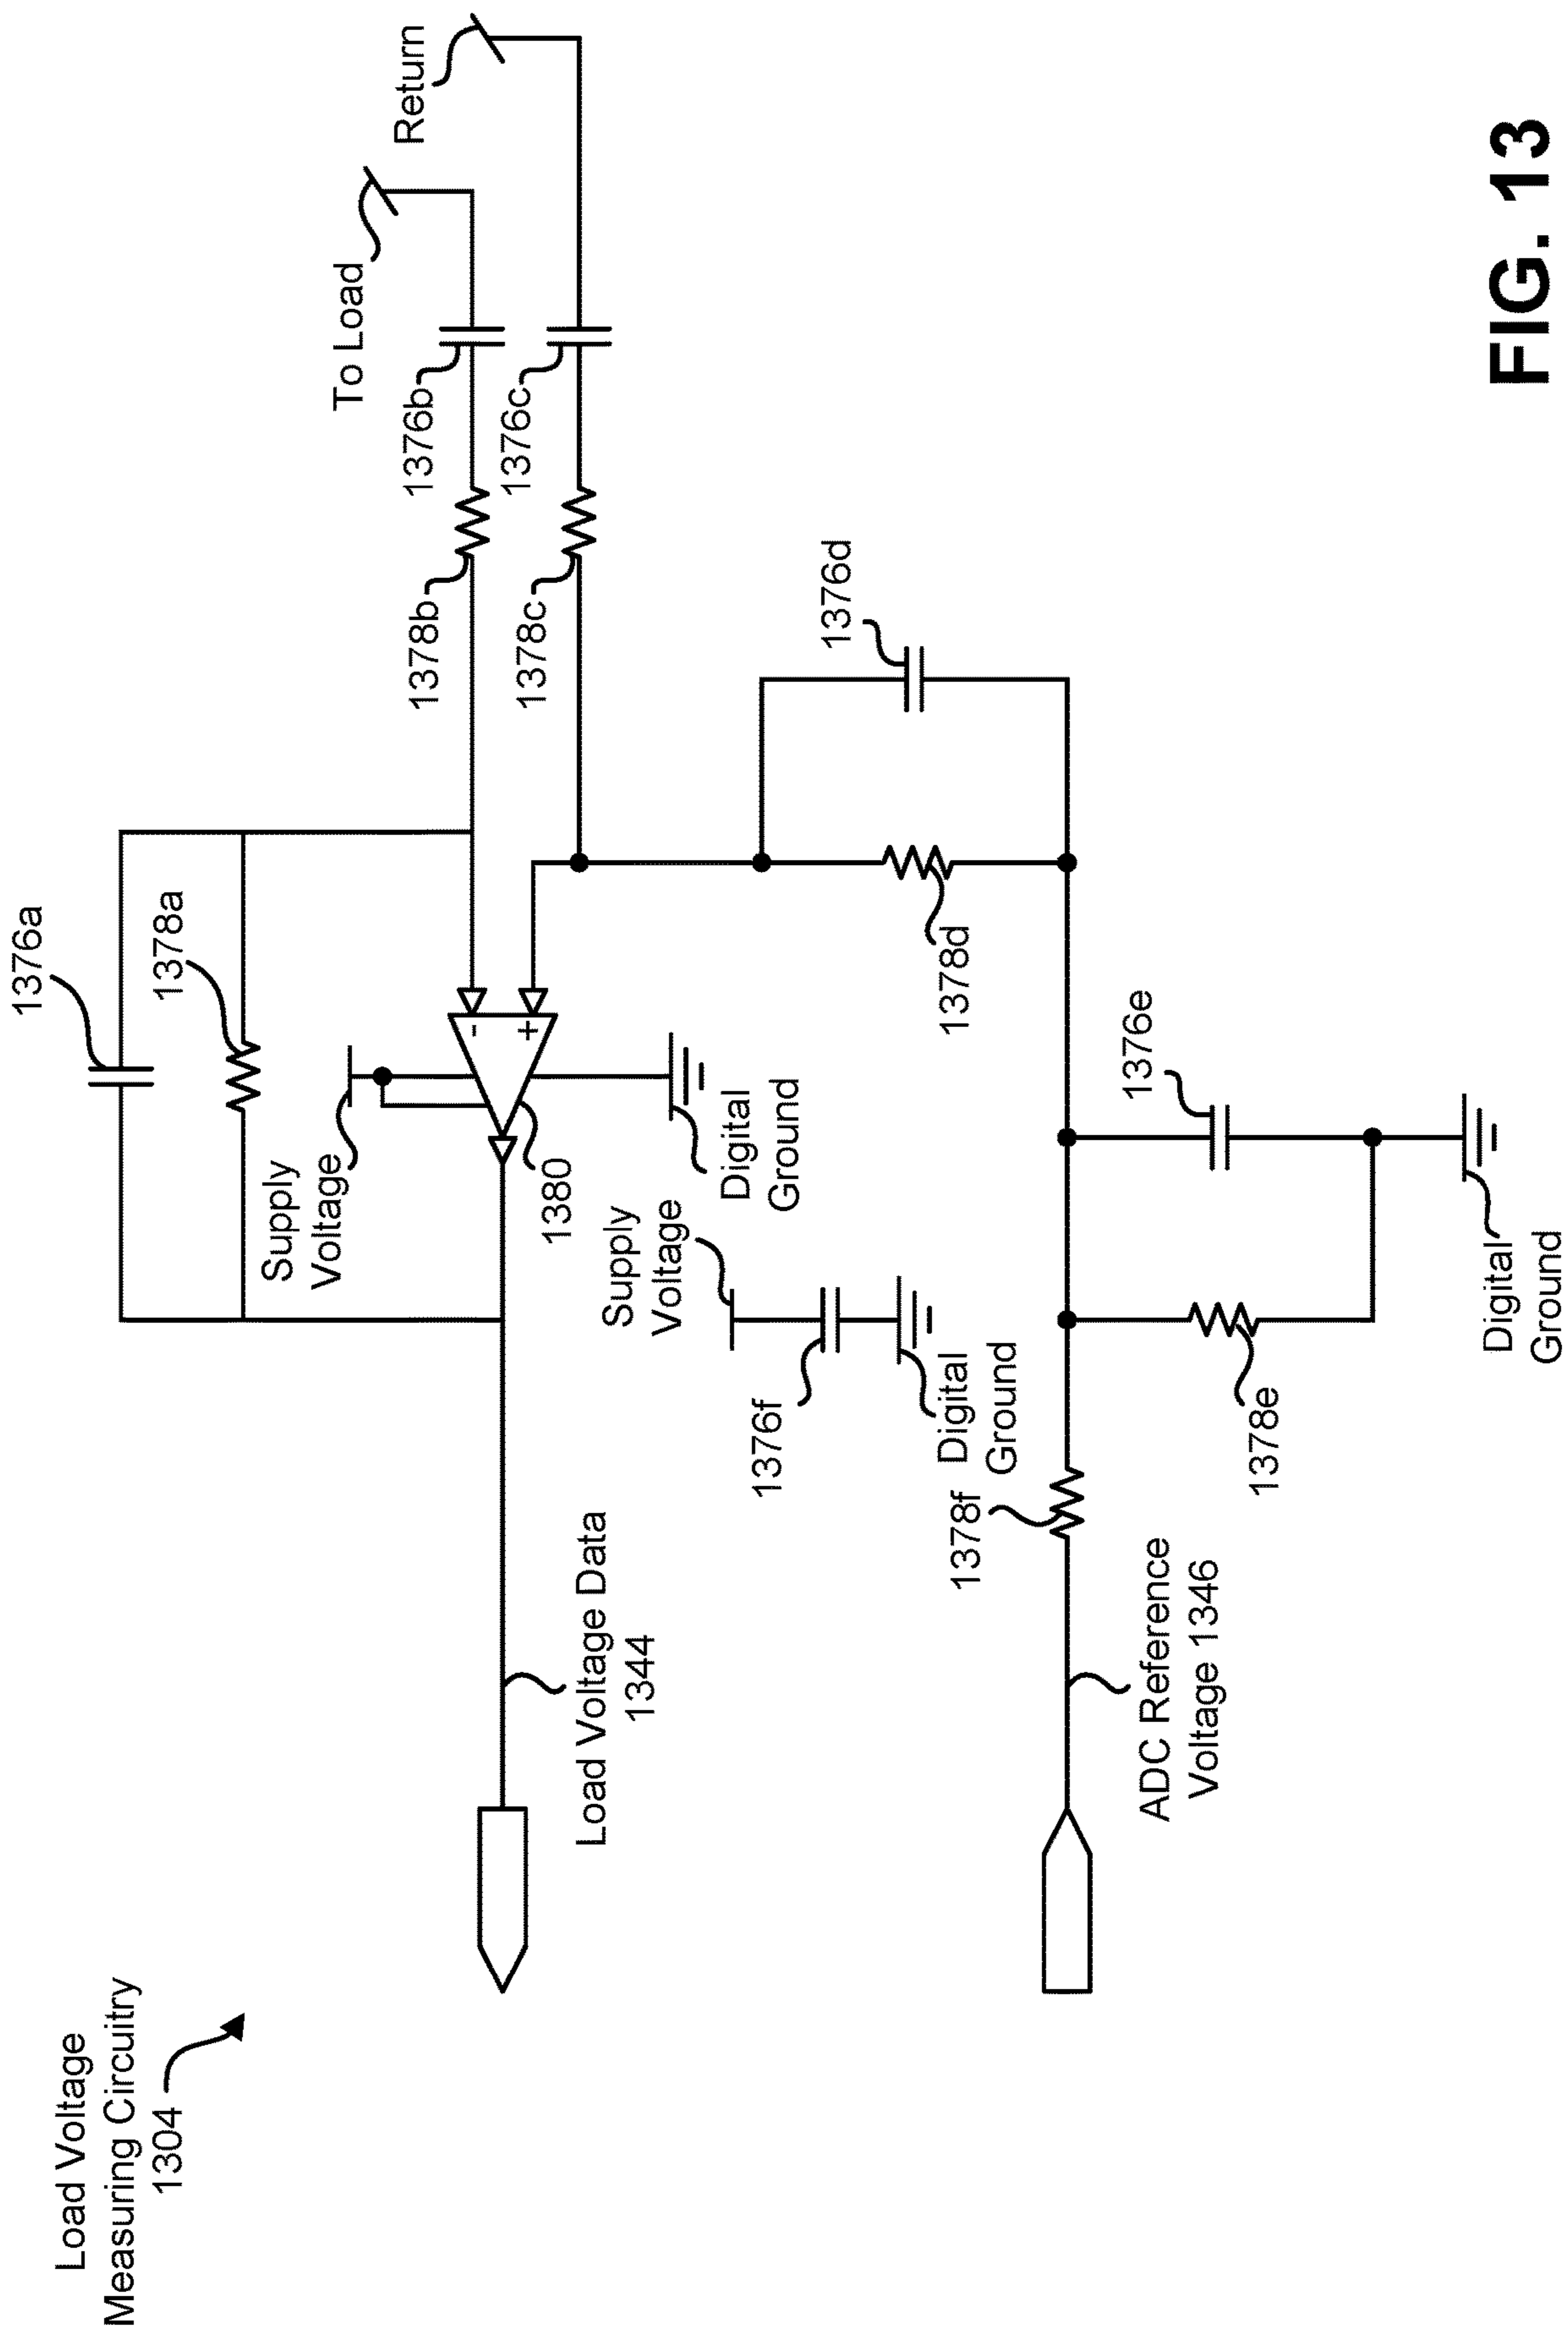 Load Voltage
Measuring Circuitry
1304
1376a
1378a
Supply
Voltage
1380
Digital
Ground
To Load
Return
1376b
1376c
1378b
1378c
-
+
Load Voltage Data
1344
Supply
Voltage
1376f
Digital
Ground
1376d
1378d
1378f
ADC Reference
Voltage 1346
1376e
1378e
Digital
Ground
FIG. 13